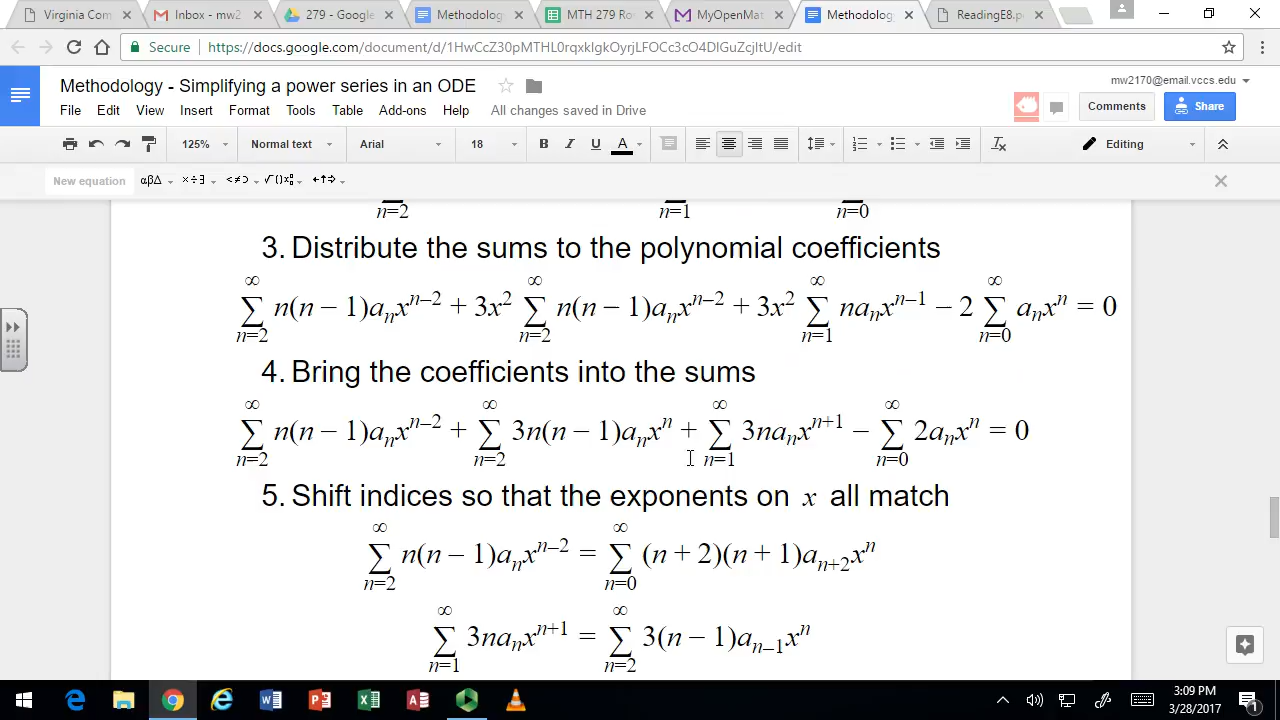 Virginia Com
Inbox - mw2
279 - Google
Methodolog
MTH 279 Ro
MyOpenMat
Methodolog
ReadingE8.p
Secure https://docs.google.com/document/d/1HwCcZ30pMTHL0rqxkIgkOyrjLFOCc3cO4DIGuZcjltU/edit
Methodology - Simplifying a power series in an ODE
mw2170@email.vccs.edu
File Edit View Insert Format Tools Table Add-ons Help All changes saved in Drive
Comments
Share
125% Normal text Arial 18 B I U A Editing
New equation αβΔ ×÷∃ <≠⊃ √()x² ⇔⇕
n=2 n=1 n=0
3. Distribute the sums to the polynomial coefficients
∑_{n=2}^{∞} n(n – 1)a_n x^{n–2} + 3x² ∑_{n=2}^{∞} n(n – 1)a_n x^{n–2} + 3x² ∑_{n=1}^{∞} na_n x^{n–1} – 2 ∑_{n=0}^{∞} a_n x^n = 0
4. Bring the coefficients into the sums
∑_{n=2}^{∞} n(n – 1)a_n x^{n–2} + ∑_{n=2}^{∞} 3n(n – 1)a_n x^n + ∑_{n=1}^{∞} 3na_n x^{n+1} – ∑_{n=0}^{∞} 2a_n x^n = 0
5. Shift indices so that the exponents on x all match
∑_{n=2}^{∞} n(n – 1)a_n x^{n–2} = ∑_{n=0}^{∞} (n + 2)(n + 1)a_{n+2} x^n
∑_{n=1}^{∞} 3na_n x^{n+1} = ∑_{n=2}^{∞} 3(n – 1)a_{n–1} x^n
3:09 PM
3/28/2017
1